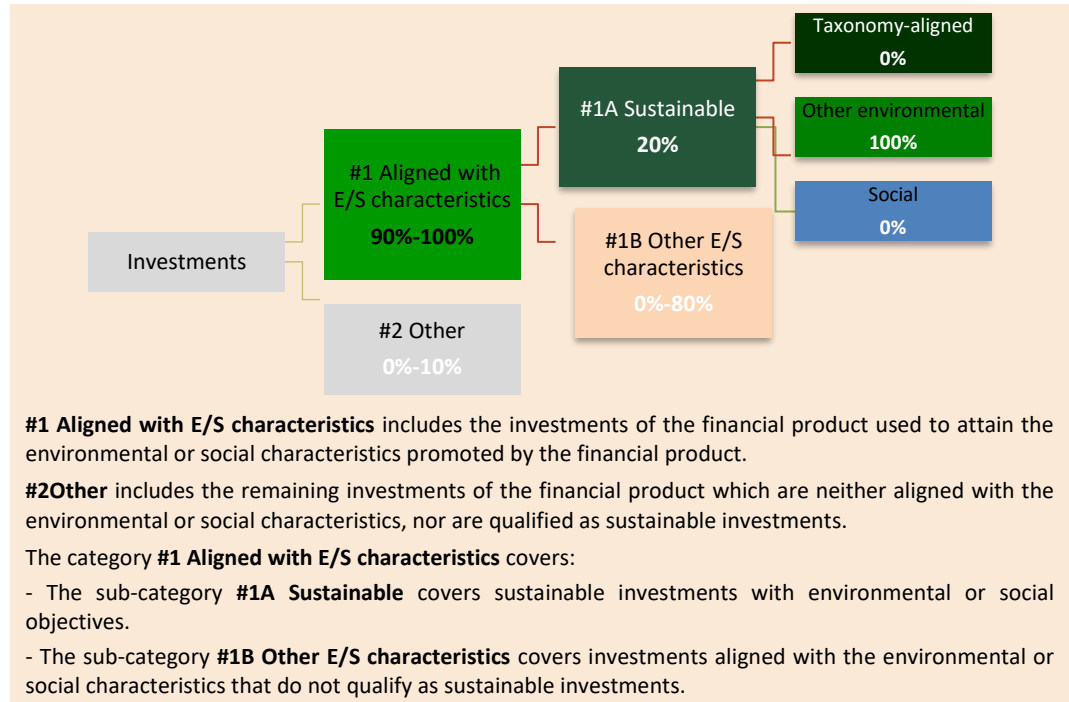 Taxonomy-aligned
0%
#1A Sustainable
20%
Other environmental
100%
#1 Aligned with
E/S characteristics
90%-100%
Social
0%
#1B Other E/S
characteristics
0%-80%
Investments
#2 Other
0%-10%
#1 Aligned with E/S characteristics includes the investments of the financial product used to attain the
environmental or social characteristics promoted by the financial product.
#2Other includes the remaining investments of the financial product which are neither aligned with the
environmental or social characteristics, nor are qualified as sustainable investments.
The category #1 Aligned with E/S characteristics covers:
- The sub-category #1A Sustainable covers sustainable investments with environmental or social
objectives.
- The sub-category #1B Other E/S characteristics covers investments aligned with the environmental or
social characteristics that do not qualify as sustainable investments.